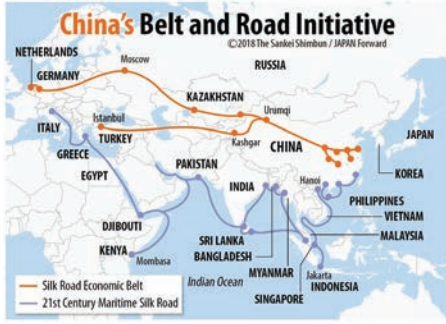 China's Belt and Road Initiative
©2018 The Sankei Shimbun / JAPAN Forward
NETHERLANDS
Moscow
GERMANY
RUSSIA
KAZAKHSTAN
Urumqi
Istanbul
ITALY
TURKEY
Kashgar
CHINA
JAPAN
GREECE
PAKISTAN
KOREA
EGYPT
INDIA
Hanoi
PHILIPPINES
DJIBOUTI
VIETNAM
SRI LANKA
MALAYSIA
KENYA
BANGLADESH
Mombasa
Indian Ocean
MYANMAR
Jakarta
INDONESIA
SINGAPORE
Silk Road Economic Belt
21st Century Maritime Silk Road